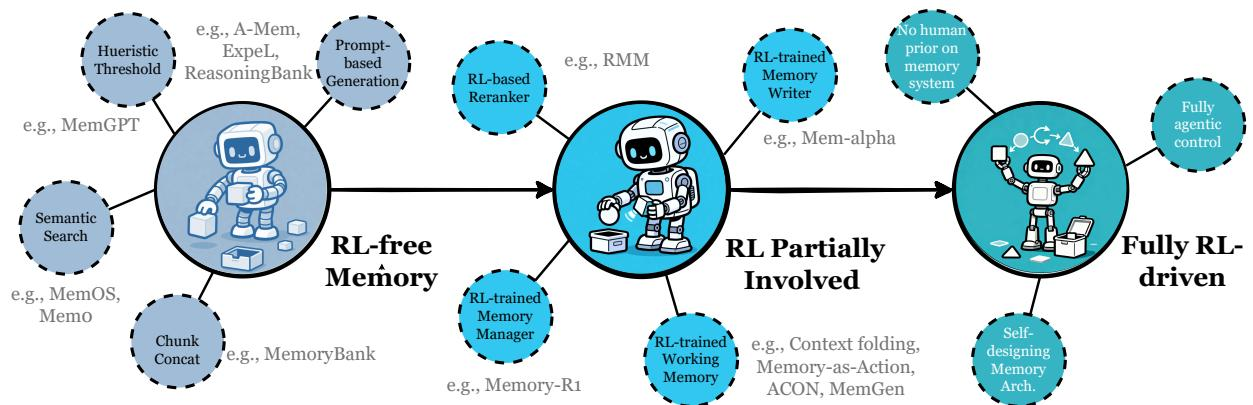 Hueristic
Threshold
e.g., A-Mem,
ExpeL,
ReasoningBank
Prompt-
based
Generation
e.g., MemGPT
Semantic
Search
e.g., MemOS,
Mem0
Chunk
Concat
e.g., MemoryBank
RL-free
Memory
RL-based
Reranker
e.g., RMM
RL-trained
Memory
Writer
e.g., Mem-alpha
RL-trained
Memory
Manager
e.g., Memory-R1
RL-trained
Working
Memory
e.g., Context folding,
Memory-as-Action,
ACON, MemGen
RL Partially
Involved
No human
prior on
memory
system
Fully
agentic
control
Self-
designing
Memory
Arch.
Fully RL-
driven